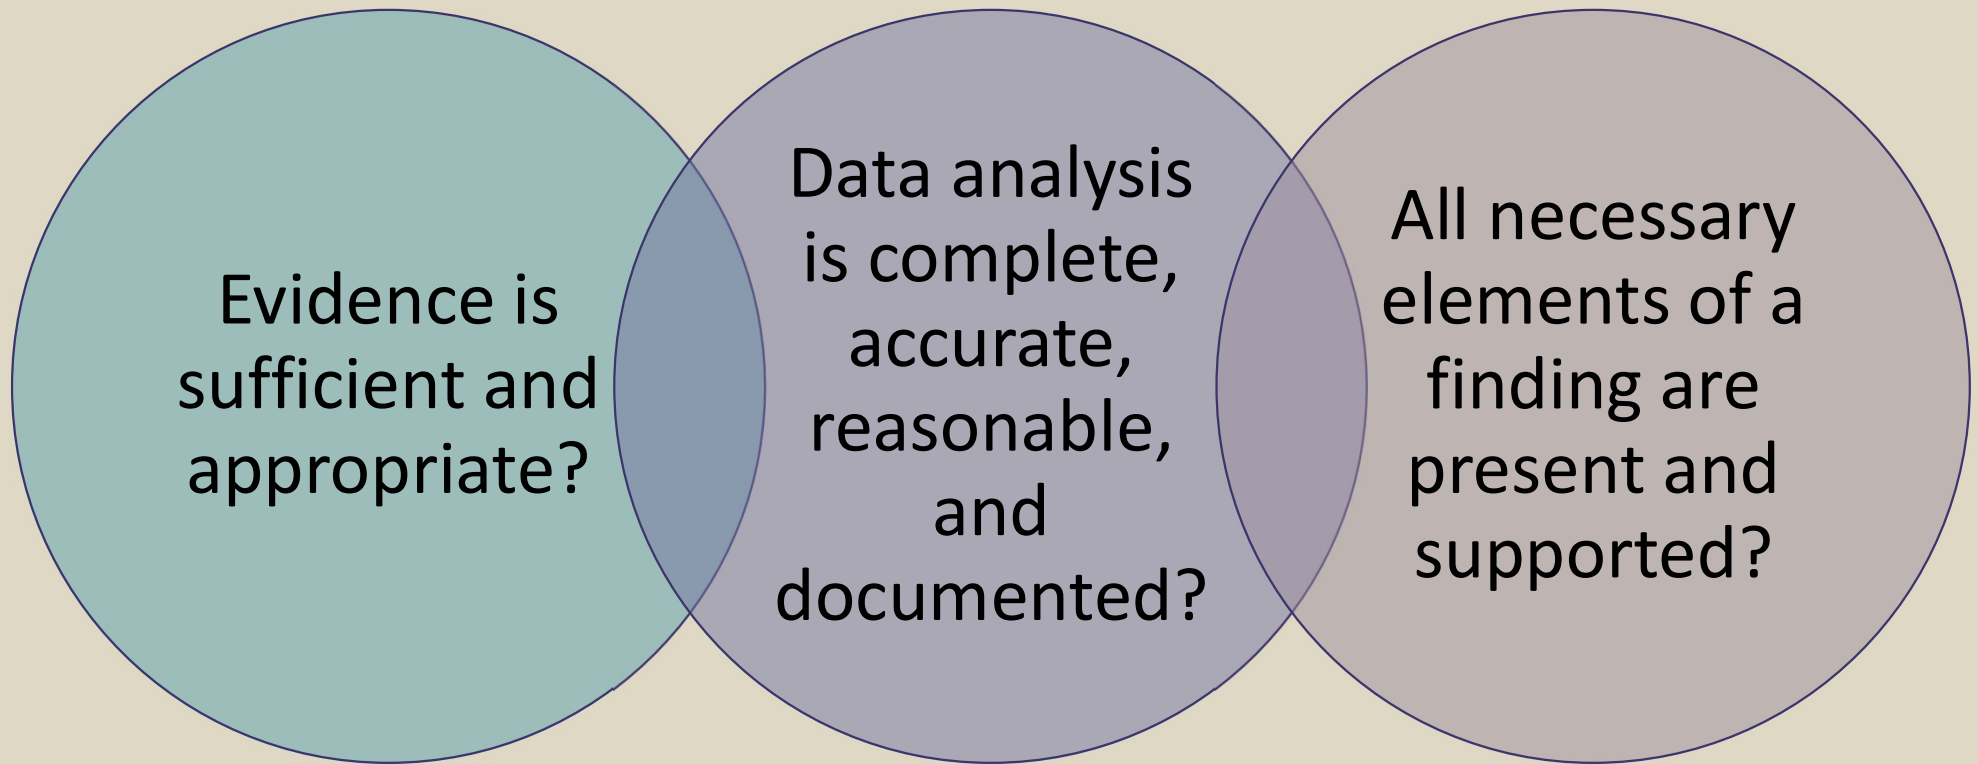 Evidence is
sufficient and
appropriate?
Data analysis
is complete,
accurate,
reasonable,
and
documented?
All necessary
elements of a
finding are
present and
supported?